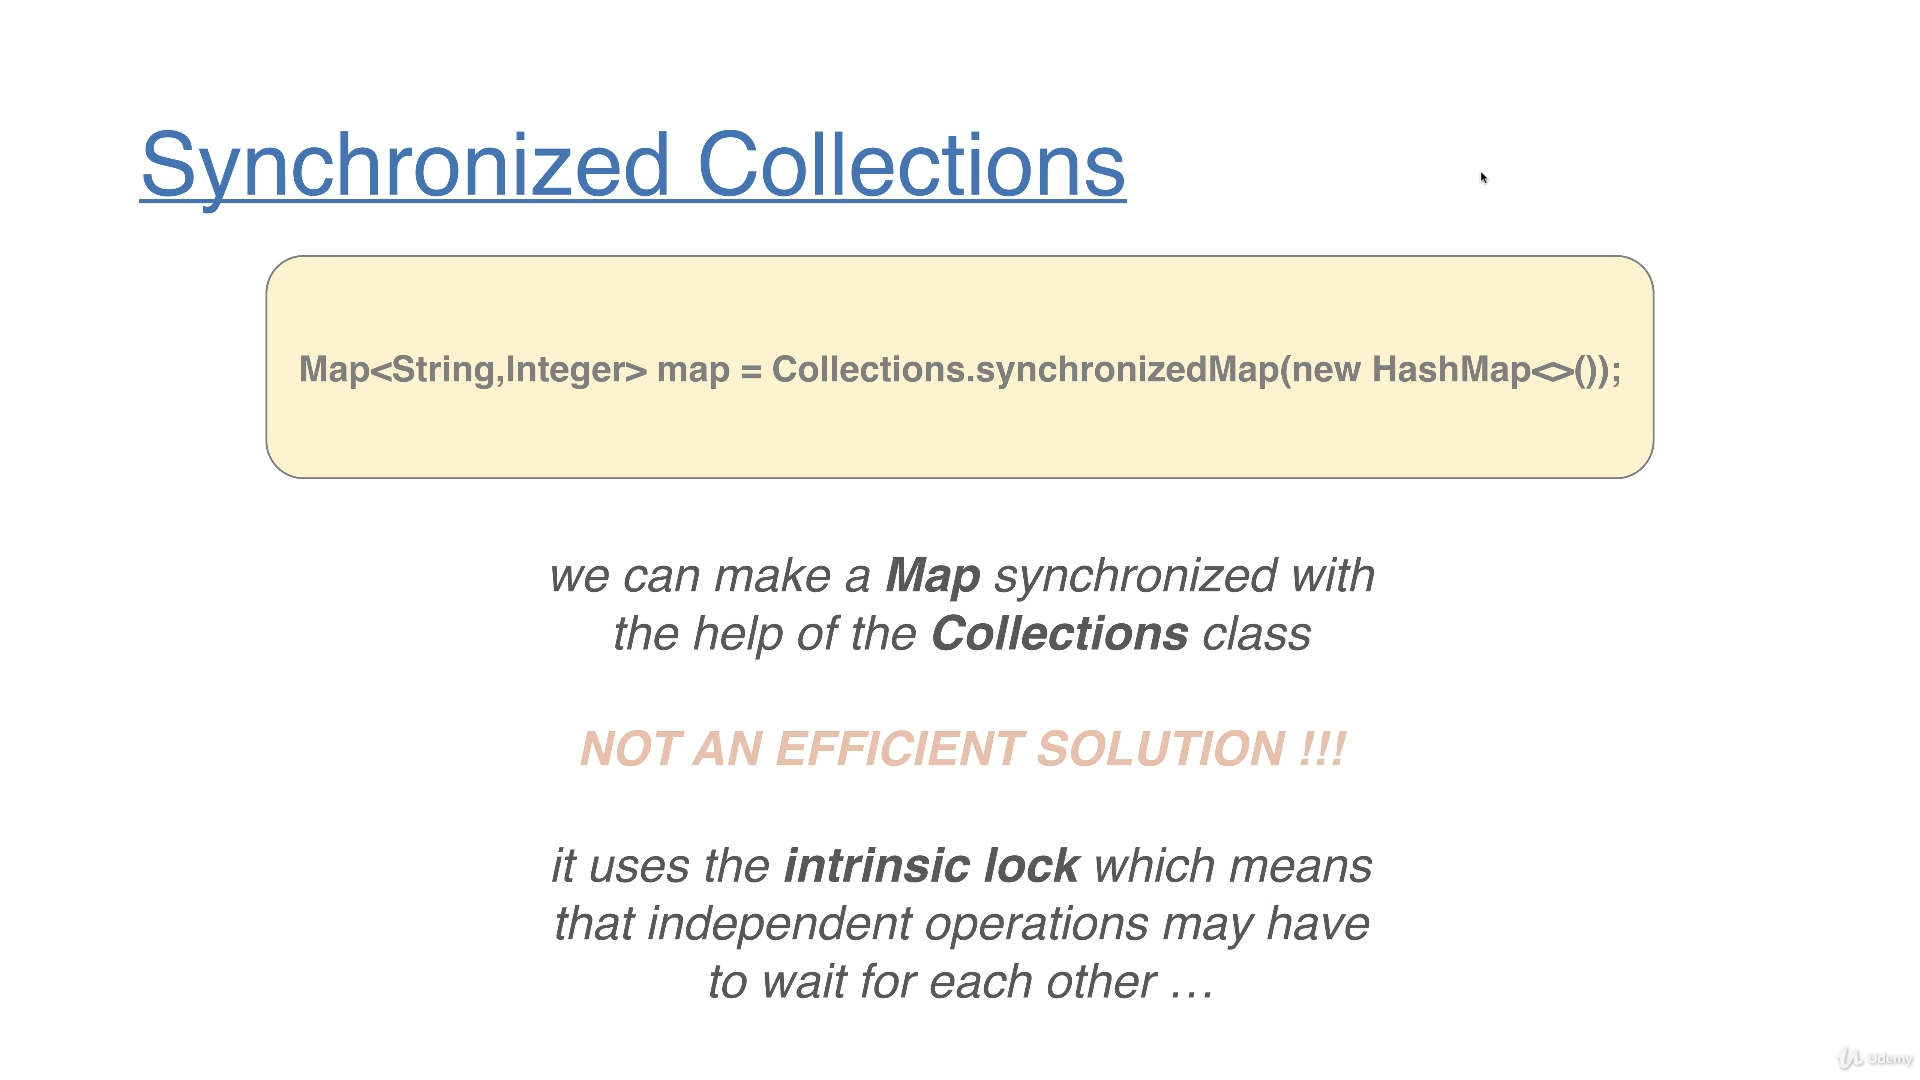 Synchronized Collections
Map<String,Integer> map = Collections.synchronizedMap(new HashMap<>());
we can make a Map synchronized with
the help of the Collections class
NOT AN EFFICIENT SOLUTION !!!
it uses the intrinsic lock which means
that independent operations may have
to wait for each other …
Udemy